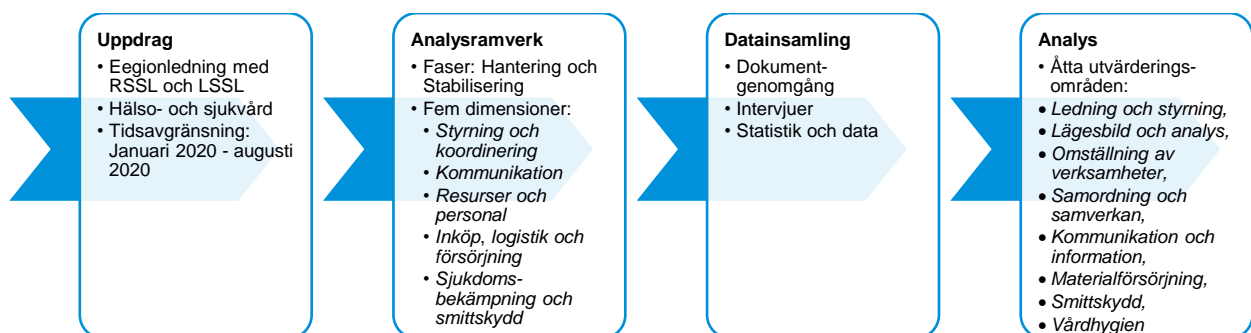 Uppdrag
• Eegionledning med
RSSL och LSSL
• Hälso- och sjukvård
• Tidsavgränsning:
Januari 2020 - augusti
2020
Analysramverk
• Faser: Hantering och
Stabilisering
• Fem dimensioner:
• Styrning och
koordinering
• Kommunikation
• Resurser och
personal
• Inköp, logistik och
försörjning
• Sjukdoms-
bekämpning och
smittskydd
Datainsamling
• Dokument-
genomgång
• Intervjuer
• Statistik och data
Analys
• Åtta utvärderings-
områden:
• Ledning och styrning,
• Lägesbild och analys,
• Omställning av
verksamheter,
• Samordning och
samverkan,
• Kommunikation och
information,
• Materialförsörjning,
• Smittskydd,
• Vårdhygien